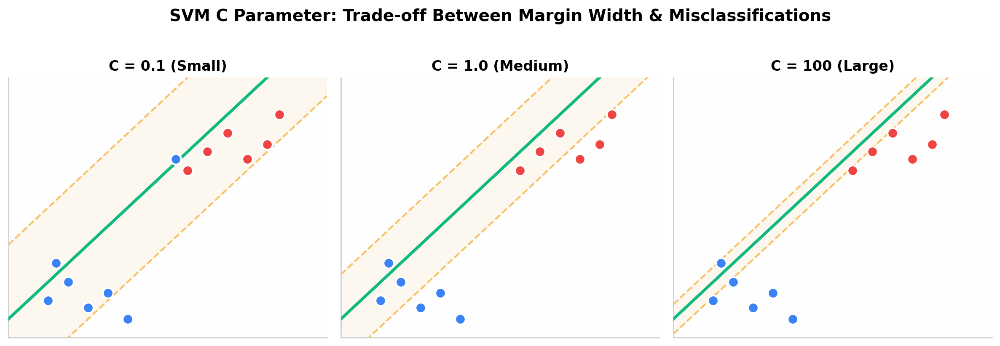 SVM C Parameter: Trade-off Between Margin Width & Misclassifications
C = 0.1 (Small)
C = 1.0 (Medium)
C = 100 (Large)